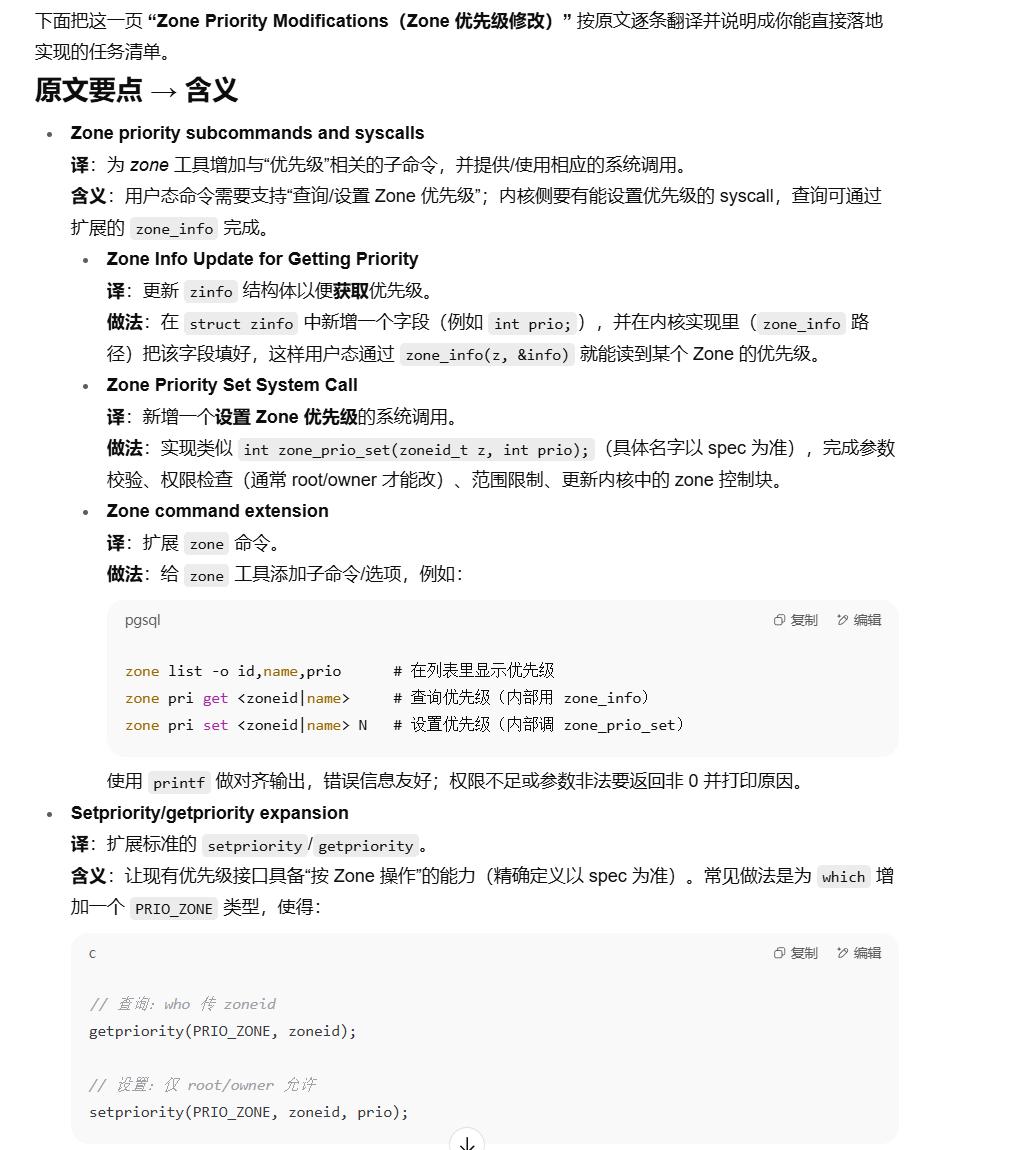 下面把这一页 “Zone Priority Modifications（Zone 优先级修改）” 按原文逐条翻译并说明成你能直接落地
实现的任务清单。
原文要点 → 含义
Zone priority subcommands and syscalls
译：为 zone 工具增加与“优先级”相关的子命令，并提供/使用相应的系统调用。
含义：用户态命令需要支持“查询/设置 Zone 优先级”；内核侧要有能设置优先级的 syscall，查询可通过
扩展的 zone_info 完成。
Zone Info Update for Getting Priority
译：更新 zinfo 结构体以便获取优先级。
做法：在 struct zinfo 中新增一个字段（例如 int prio;），并在内核实现里（zone_info 路
径）把该字段填好，这样用户态通过 zone_info(z, &info) 就能读到某个 Zone 的优先级。
Zone Priority Set System Call
译：新增一个设置 Zone 优先级的系统调用。
做法：实现类似 int zone_prio_set(zoneid_t z, int prio);（具体名字以 spec 为准），完成参数
校验、权限检查（通常 root/owner 才能改）、范围限制、更新内核中的 zone 控制块。
Zone command extension
译：扩展 zone 命令。
做法：给 zone 工具添加子命令/选项，例如：
pgsql 复制 编辑
zone list -o id,name,prio # 在列表里显示优先级
zone pri get <zoneid|name> # 查询优先级（内部用 zone_info）
zone pri set <zoneid|name> N # 设置优先级（内部调 zone_prio_set）
使用 printf 做对齐输出，错误信息友好；权限不足或参数非法要返回非 0 并打印原因。
Setpriority/getpriority expansion
译：扩展标准的 setpriority/getpriority。
含义：让现有优先级接口具备“按 Zone 操作”的能力（精确定义以 spec 为准）。常见做法是为 which 增
加一个 PRIO_ZONE 类型，使得：
c 复制 编辑
// 查询：who 传 zoneid
getpriority(PRIO_ZONE, zoneid);
// 设置：仅 root/owner 允许
setpriority(PRIO_ZONE, zoneid, prio);